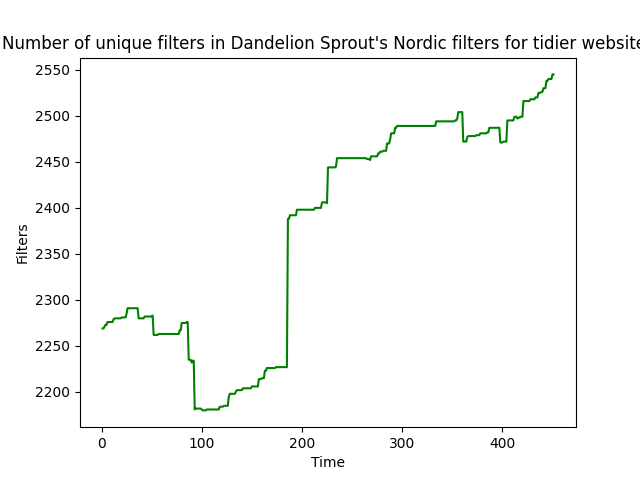 Number of unique filters in Dandelion Sprout's Nordic filters for tidier website
2550
2500
2450
2400
2350
2300
2250
2200
Filters
0 100 200 300 400
Time